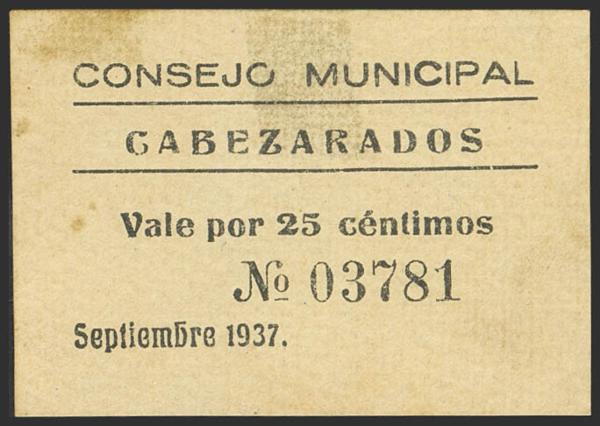 CONSEJO MUNICIPAL
CABEZARADOS
Vale por 25 céntimos
№ 03781
Septiembre 1937.